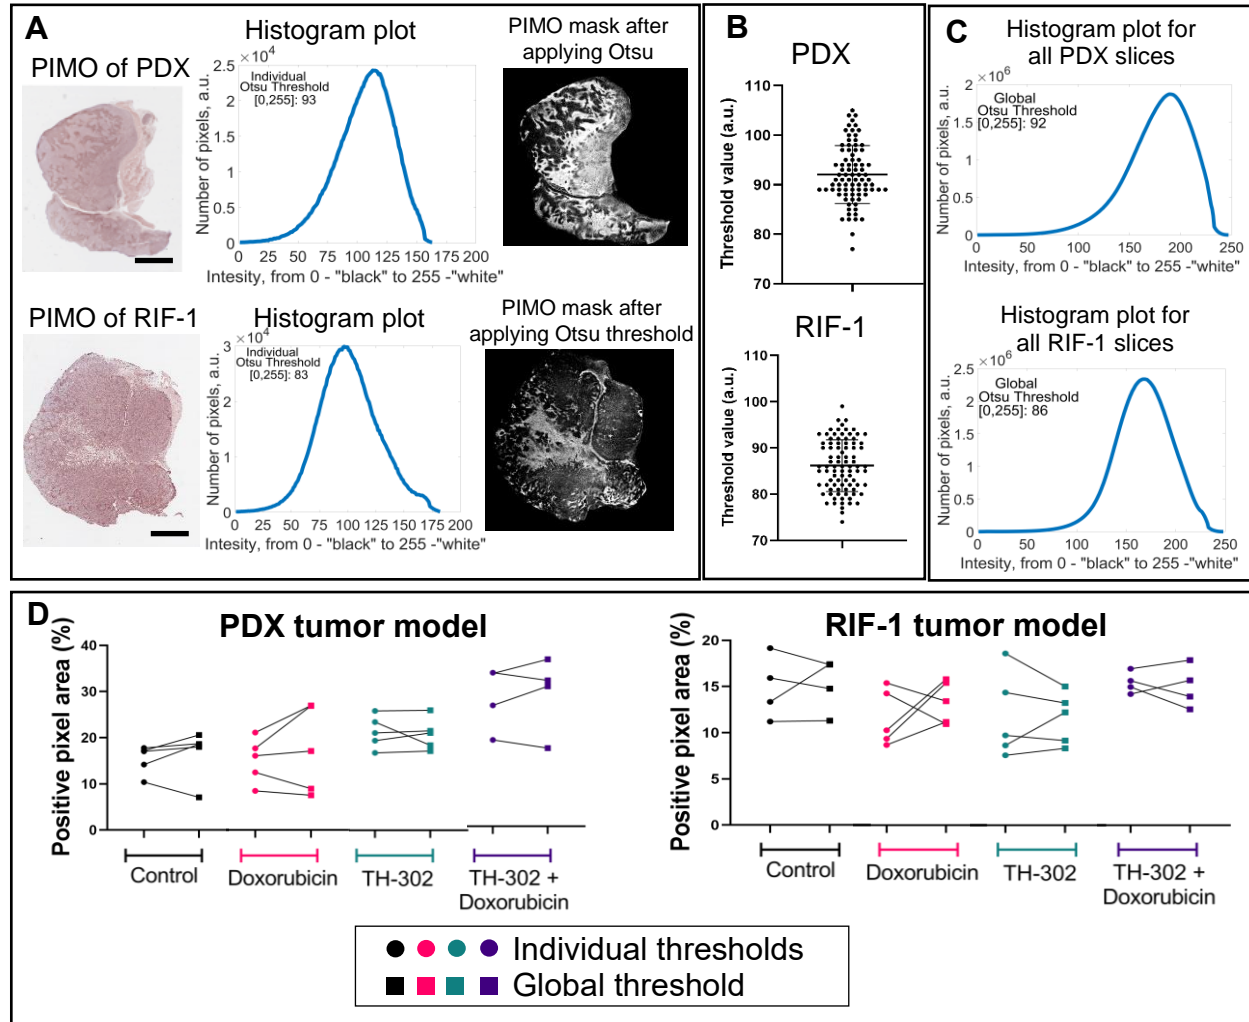 A
PIMO of PDX
Histogram plot
×10⁴
Individual
Otsu Threshold
[0,255]: 93
Number of pixels, a.u.
2.5
2
1.5
1
0.5
0
0 25 50 75 100 125 150 175 200
Intesity, from 0 - "black" to 255 -"white"
PIMO mask after
applying Otsu
PIMO of RIF-1
Histogram plot
×10⁴
Individual
Otsu Threshold
[0,255]: 83
Number of pixels, a.u.
3
2
1
0
0 25 50 75 100 125 150 175 200
Intesity, from 0 - "black" to 255 -"white"
PIMO mask after
applying Otsu threshold
B
PDX
Threshold value (a.u.)
110
100
90
80
70
RIF-1
Threshold value (a.u.)
110
100
90
80
70
C
Histogram plot for
all PDX slices
×10⁶
Global
Otsu Threshold
[0,255]: 92
Number of pixels, a.u.
2
1.5
1
0.5
0
0 50 100 150 200 250
Intesity, from 0 - "black" to 255 -"white"
Histogram plot for
all RIF-1 slices
×10⁶
Global
Otsu Threshold
[0,255]: 86
Number of pixels, a.u.
2.5
2
1.5
1
0.5
0
0 50 100 150 200 250
Intesity, from 0 - "black" to 255 -"white"
D
PDX tumor model
Positive pixel area (%)
40
30
20
10
0
Control
Doxorubicin
TH-302
TH-302 +
Doxorubicin
RIF-1 tumor model
Positive pixel area (%)
20
15
10
5
0
Control
Doxorubicin
TH-302
TH-302 +
Doxorubicin
Individual thresholds
Global threshold